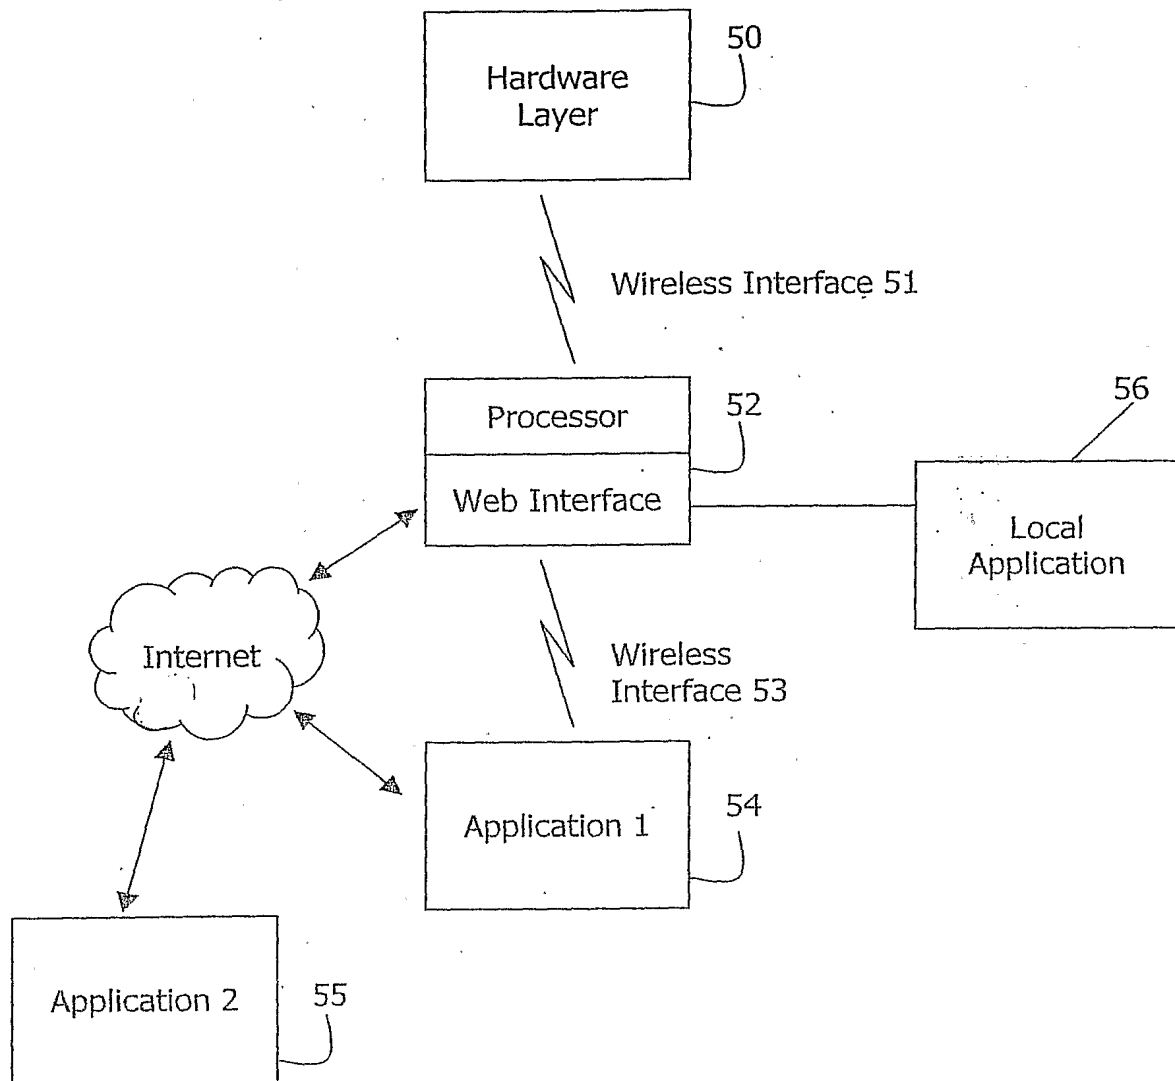 50
Hardware
Layer
Wireless Interface 51
Processor
52
Web Interface
56
Local
Application
Internet
Wireless
Interface 53
Application 1
54
Application 2
55